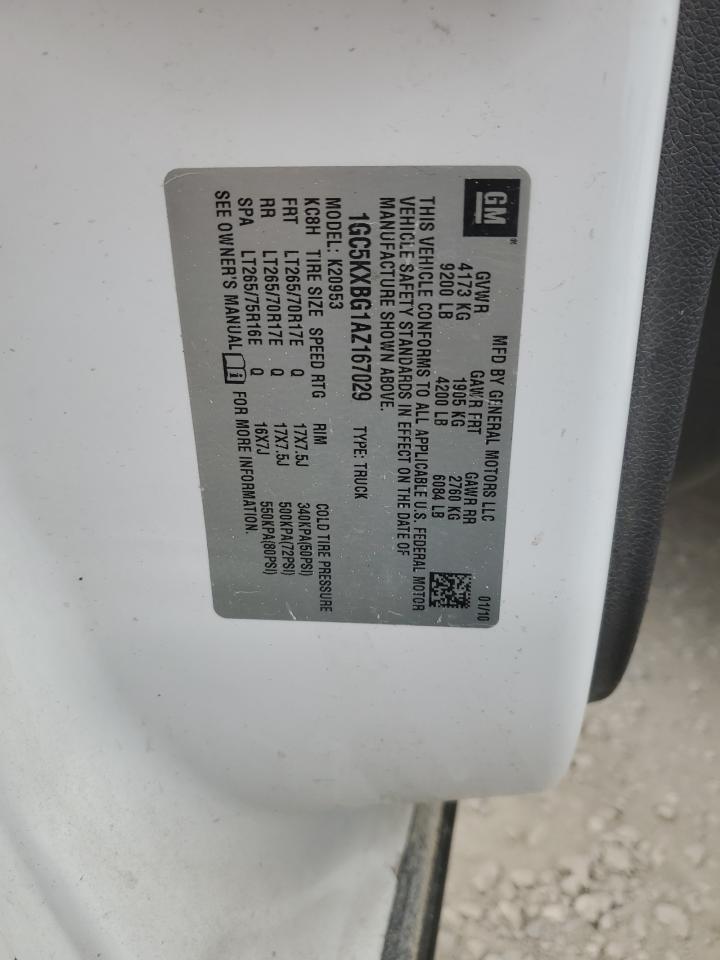 GM®
MFD BY GENERAL MOTORS LLC 01/10
GVWR GAWR FRT GAWR RR
4173 KG 1905 KG 2760 KG
9200 LB 4200 LB 6084 LB
THIS VEHICLE CONFORMS TO ALL APPLICABLE U.S. FEDERAL MOTOR
VEHICLE SAFETY STANDARDS IN EFFECT ON THE DATE OF
MANUFACTURE SHOWN ABOVE.
1GC5KXBG1AZ167029 TYPE: TRUCK
MODEL: K20953
KC8H TIRE SIZE SPEED RTG RIM COLD TIRE PRESSURE
FRT LT265/70R17E Q 17X7.5J 340KPA(50PSI)
RR LT265/70R17E Q 17X7.5J 500KPA(72PSI)
SPA LT265/75R16E Q 16X7J 550KPA(80PSI)
SEE OWNER'S MANUAL i FOR MORE INFORMATION.